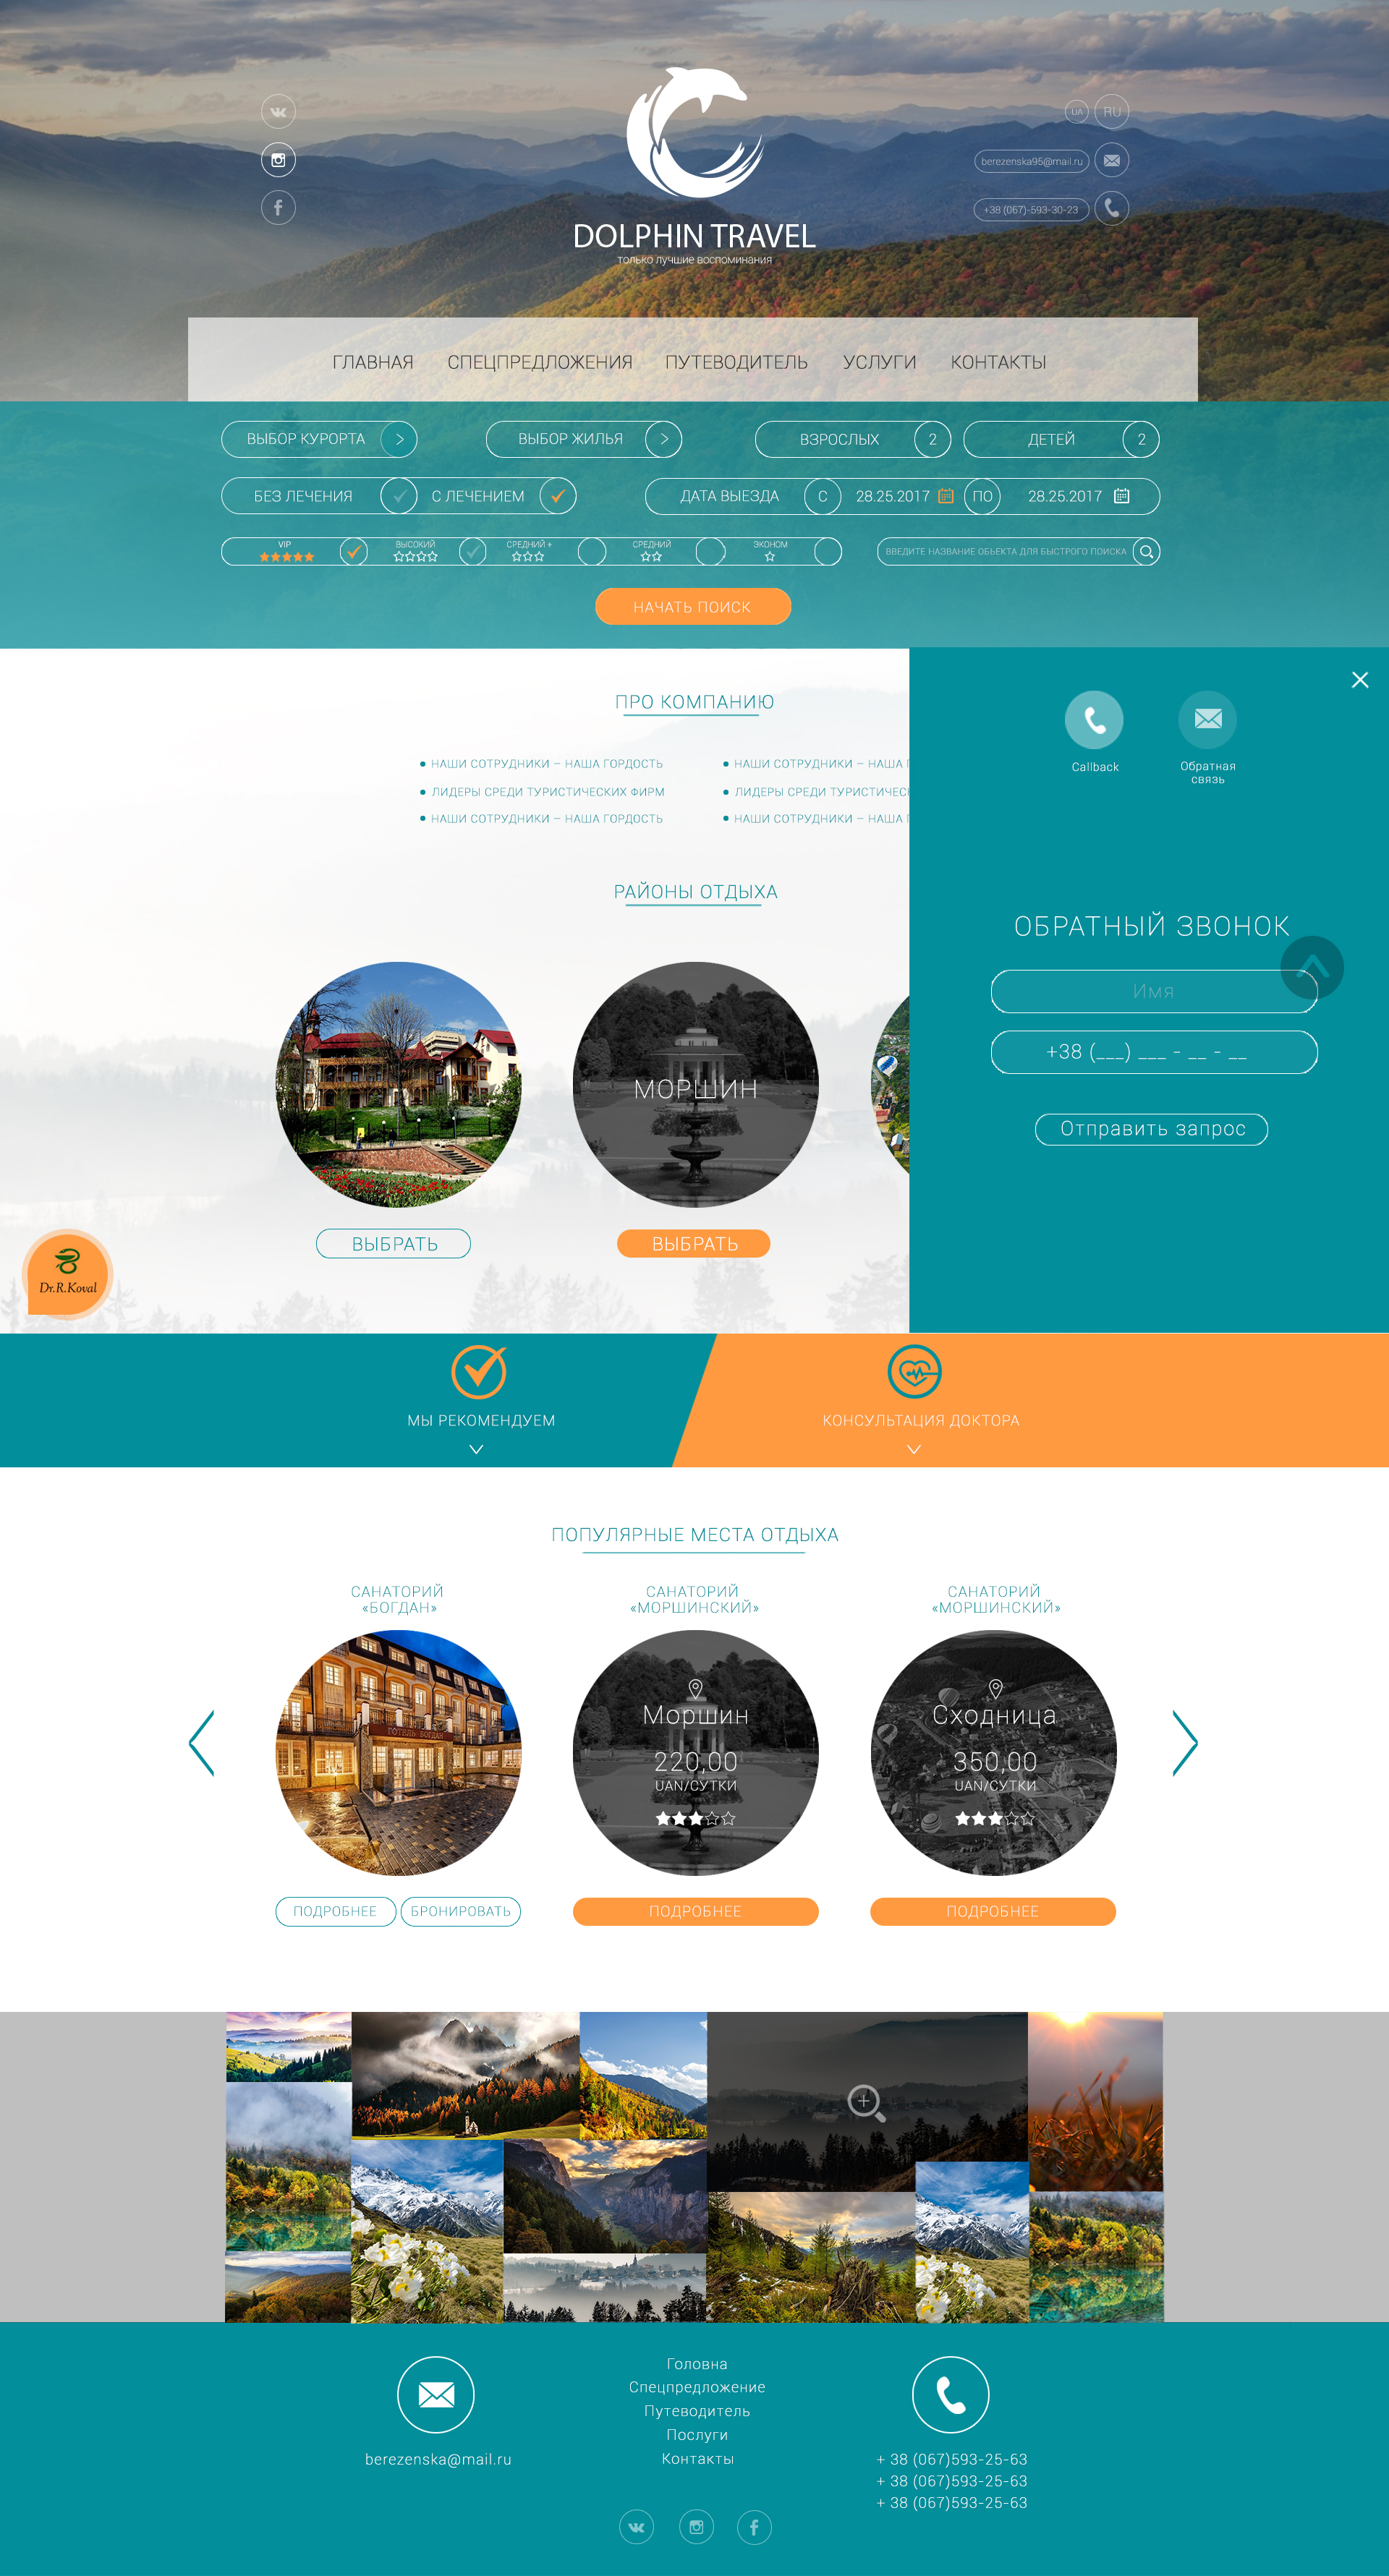 UA RU
berezenska95@mail.ru
+38 (067)-593-30-23
DOLPHIN TRAVEL
только лучшие воспоминания
ГЛАВНАЯ СПЕЦПРЕДЛОЖЕНИЯ ПУТЕВОДИТЕЛЬ УСЛУГИ КОНТАКТЫ
ВЫБОР КУРОРТА ВЫБОР ЖИЛЬЯ ВЗРОСЛЫХ 2 ДЕТЕЙ 2
БЕЗ ЛЕЧЕНИЯ С ЛЕЧЕНИЕМ ДАТА ВЫЕЗДА С 28.25.2017 ПО 28.25.2017
VIP ВЫСОКИЙ СРЕДНИЙ + СРЕДНИЙ ЭКОНОМ
ВВЕДИТЕ НАЗВАНИЕ ОБЬЕКТА ДЛЯ БЫСТРОГО ПОИСКА
НАЧАТЬ ПОИСК
ПРО КОМПАНИЮ
НАШИ СОТРУДНИКИ – НАША ГОРДОСТЬ
ЛИДЕРЫ СРЕДИ ТУРИСТИЧЕСКИХ ФИРМ
НАШИ СОТРУДНИКИ – НАША ГОРДОСТЬ
НАШИ СОТРУДНИКИ – НАША Г
ЛИДЕРЫ СРЕДИ ТУРИСТИЧЕСК
НАШИ СОТРУДНИКИ – НАША Г
Callback
Обратная
связь
ОБРАТНЫЙ ЗВОНОК
Имя
+38 (___) ___ - __ - __
Отправить запрос
РАЙОНЫ ОТДЫХА
МОРШИН
ВЫБРАТЬ ВЫБРАТЬ
Dr.R.Koval
МЫ РЕКОМЕНДУЕМ КОНСУЛЬТАЦИЯ ДОКТОРА
ПОПУЛЯРНЫЕ МЕСТА ОТДЫХА
САНАТОРИЙ
«БОГДАН»
САНАТОРИЙ
«МОРШИНСКИЙ»
САНАТОРИЙ
«МОРШИНСКИЙ»
ГОТЕЛЬ БОГДАН
Моршин
220,00
UAN/СУТКИ
Сходница
350,00
UAN/СУТКИ
ПОДРОБНЕЕ БРОНИРОВАТЬ ПОДРОБНЕЕ ПОДРОБНЕЕ
berezenska@mail.ru
Головна
Спецпредложение
Путеводитель
Послуги
Контакты
+ 38 (067)593-25-63
+ 38 (067)593-25-63
+ 38 (067)593-25-63